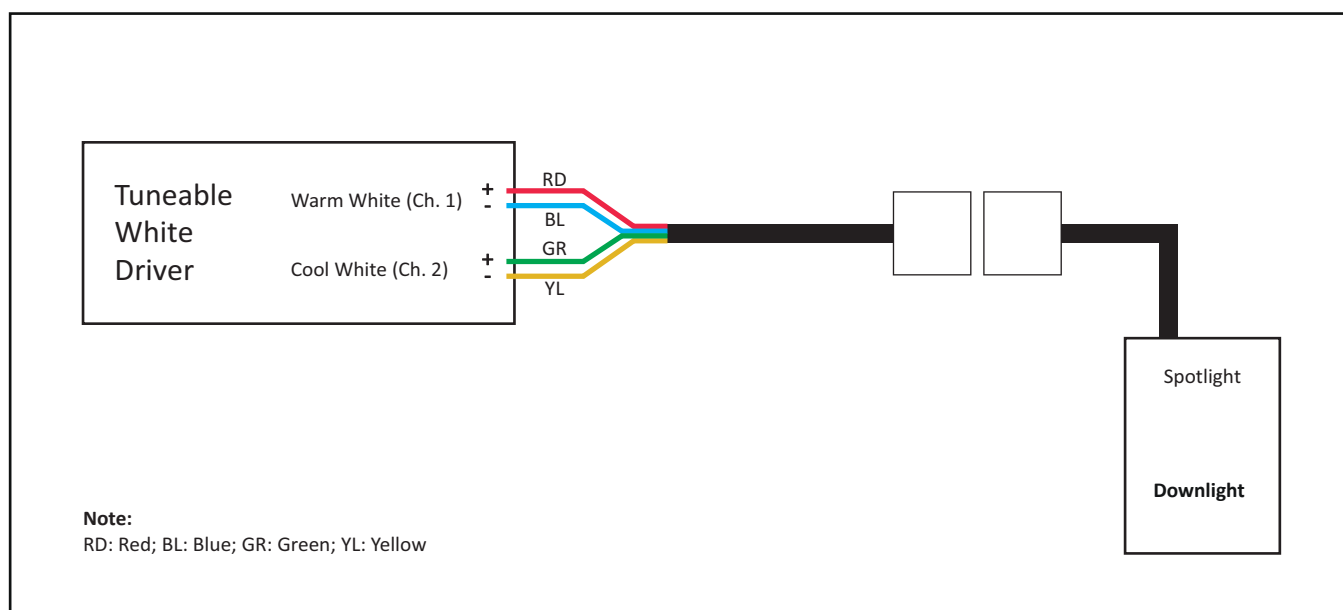 Tuneable
White
Driver
Warm White (Ch. 1)
+
-
Cool White (Ch. 2)
+
-
RD
BL
GR
YL
Spotlight
Downlight
Note:
RD: Red; BL: Blue; GR: Green; YL: Yellow